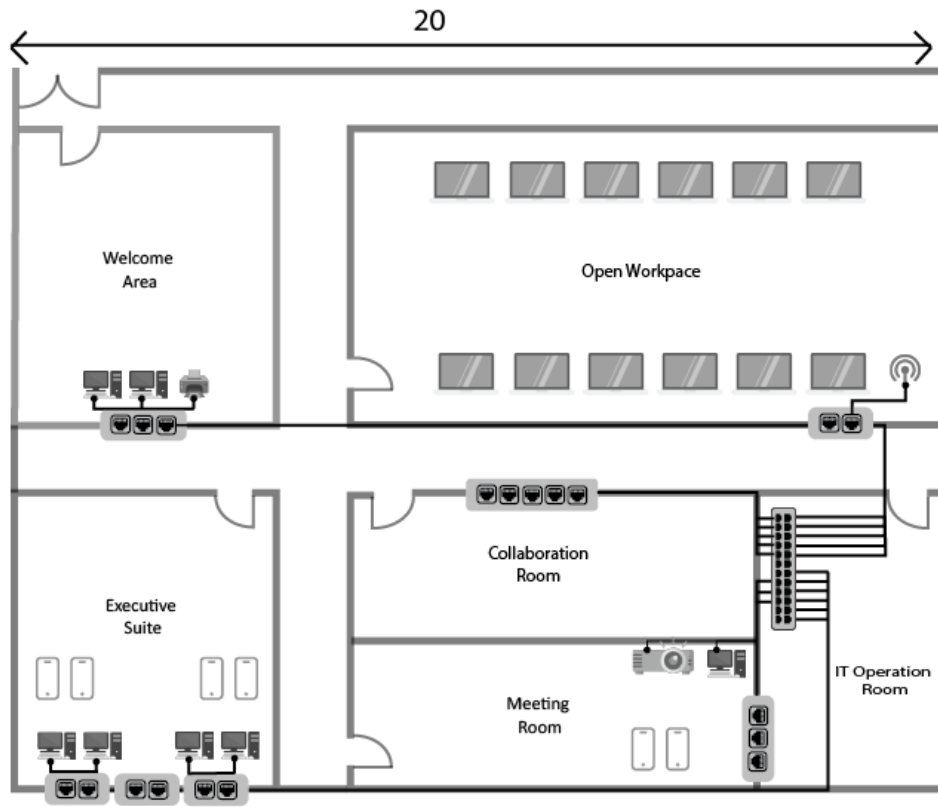 20
Welcome
Area
Open Workpace
Collaboration
Room
Executive
Suite
IT Operation
Room
Meeting
Room